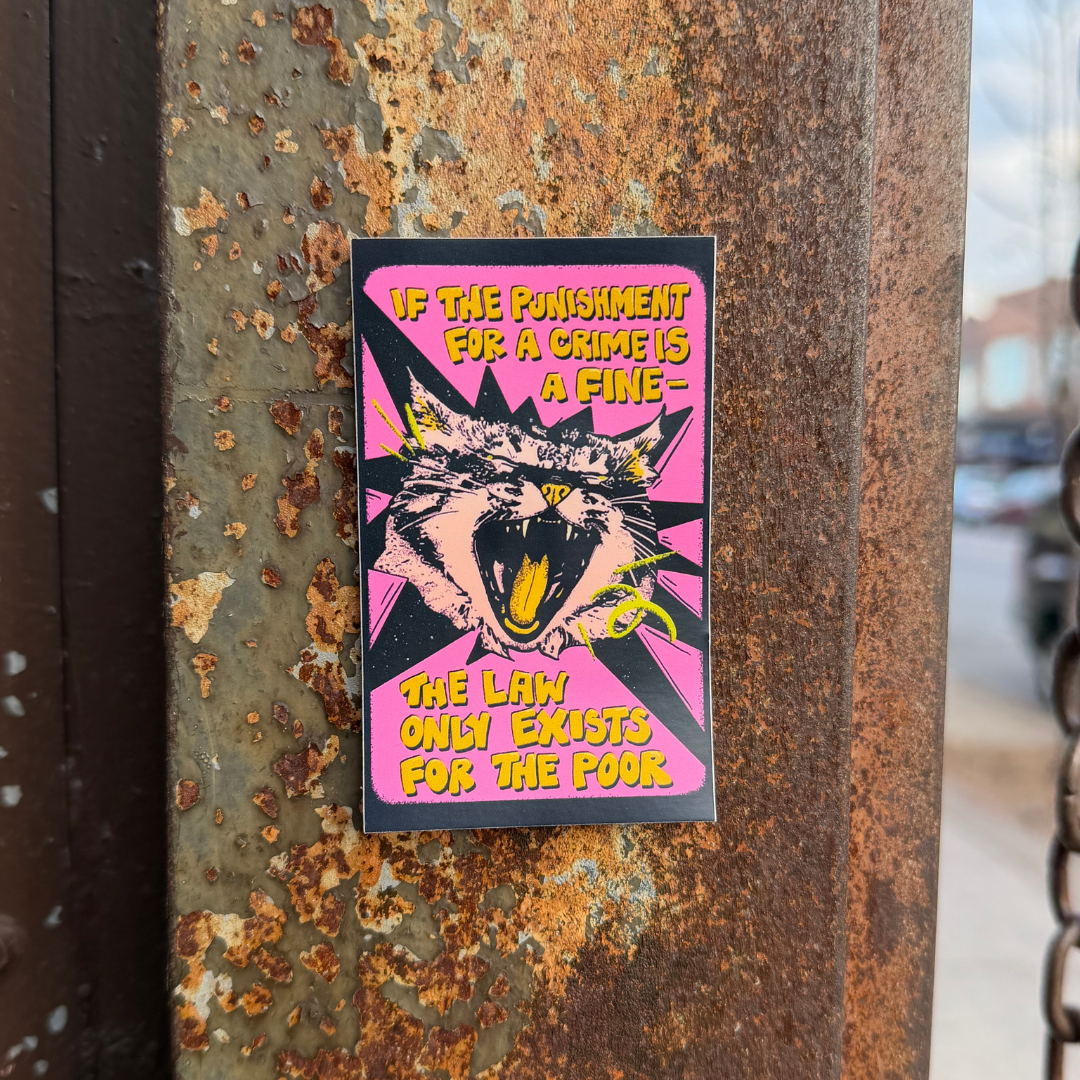 IF THE PUNISHMENT
FOR A CRIME IS
A FINE-
THE LAW
ONLY EXISTS
FOR THE POOR